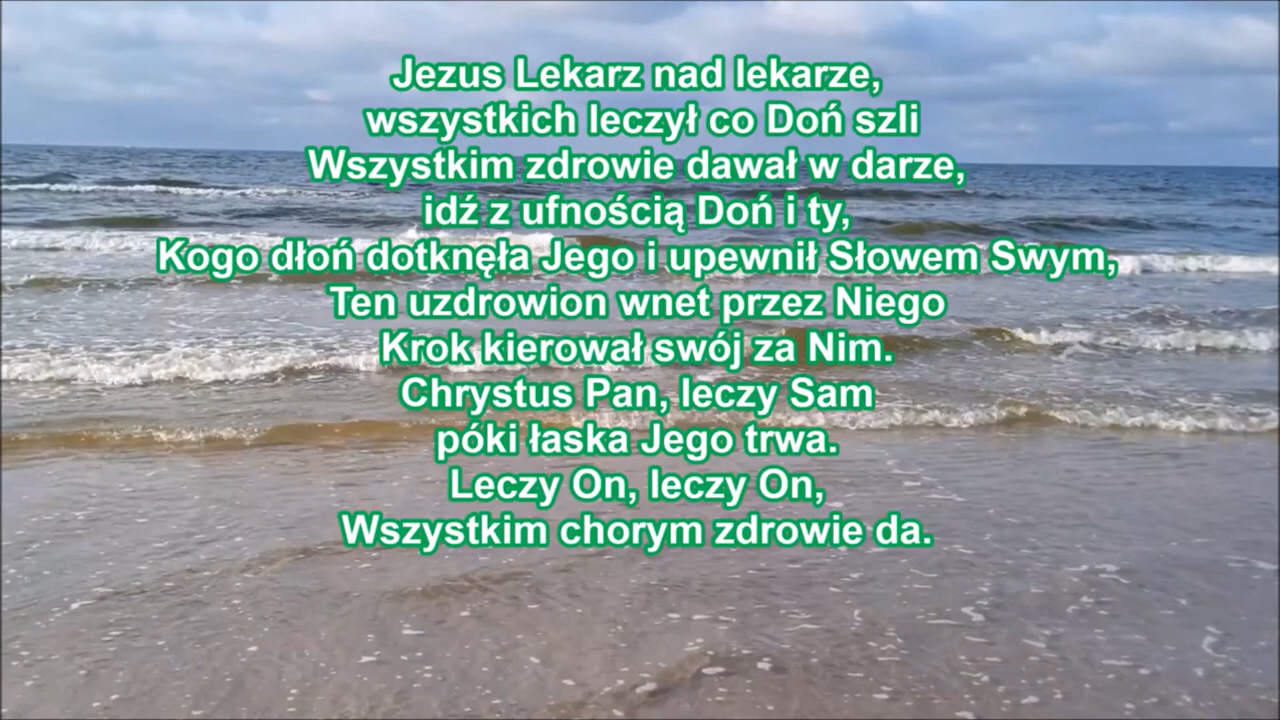 Jezus Lekarz nad lekarze,
wszystkich leczył co Doń szli
Wszystkim zdrowie dawał w darze,
idź z ufnością Doń i ty,
Kogo dłoń dotknęła Jego i upewnił Słowem Swym,
Ten uzdrowion wnet przez Niego
Krok kierował swój za Nim.
Chrystus Pan, leczy Sam
póki łaska Jego trwa.
Leczy On, leczy On,
Wszystkim chorym zdrowie da.